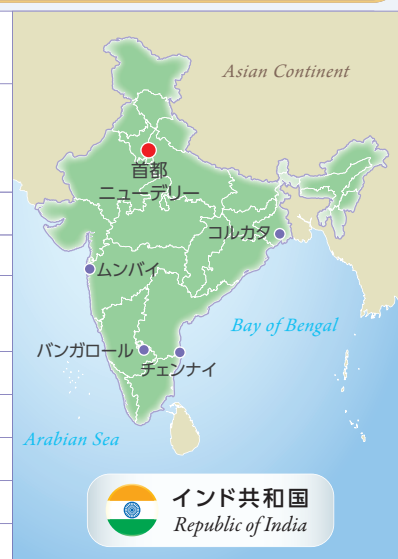 Asian Continent
首都
ニューデリー
コルカタ
ムンバイ
Bay of Bengal
バンガロール
チェンナイ
Arabian Sea
インド共和国
Republic of India